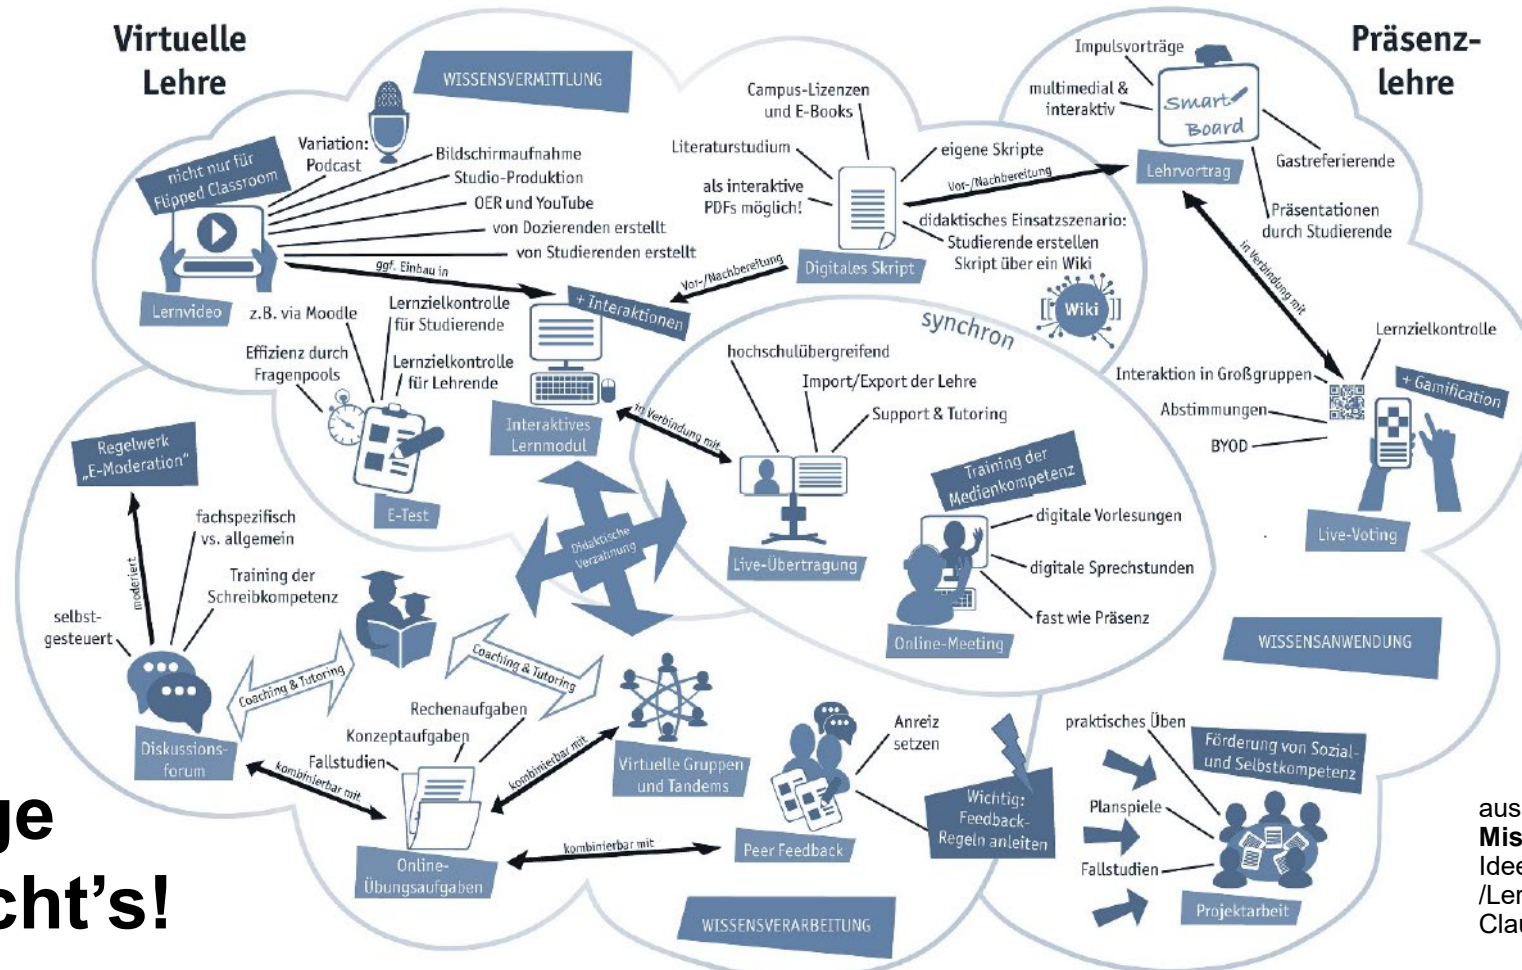 Virtuelle
Lehre
WISSENSVERMITTLUNG
Präsenz-
lehre
nicht nur für
Flipped Classroom
Variation:
Podcast
Bildschirmaufnahme
Studio-Produktion
OER und YouTube
von Dozierenden erstellt
von Studierenden erstellt
ggf. Einbau in
Lernvideo
Campus-Lizenzen
und E-Books
Literaturstudium
als interaktive
PDFs möglich!
eigene Skripte
Vor-/Nachbereitung
didaktisches Einsatzszenario:
Studierende erstellen
Skript über ein Wiki
Digitales Skript
Vor-/Nachbereitung
Wiki
Impulsvorträge
multimedial &
interaktiv
Smart
Board
Lehrvortrag
Gastreferierende
Präsentationen
durch Studierende
in Verbindung mit
z.B. via Moodle
Lernzielkontrolle
für Studierende
Effizienz durch
Fragenpools
Lernzielkontrolle
für Lehrende
E-Test
+ Interaktionen
Interaktives
Lernmodul
in Verbindung mit
synchron
hochschulübergreifend
Import/Export der Lehre
Support & Tutoring
Live-Übertragung
Training der
Medienkompetenz
digitale Vorlesungen
digitale Sprechstunden
fast wie Präsenz
Online-Meeting
Lernzielkontrolle
Interaktion in Großgruppen
+ Gamification
Abstimmungen
BYOD
Live-Voting
Regelwerk
„E-Moderation“
moderiert
fachspezifisch
vs. allgemein
Training der
Schreibkompetenz
selbst-
gesteuert
Diskussions-
forum
Coaching & Tutoring
Coaching & Tutoring
Didaktische
Verzahnung
kombinierbar mit
Rechenaufgaben
Konzeptaufgaben
Fallstudien
Online-
Übungsaufgaben
kombinierbar mit
Virtuelle Gruppen
und Tandems
kombinierbar mit
Anreiz
setzen
Peer Feedback
Wichtig:
Feedback-
Regeln anleiten
WISSENSVERARBEITUNG
WISSENSANWENDUNG
praktisches Üben
Förderung von Sozial-
und Selbstkompetenz
Planspiele
Fallstudien
Projektarbeit
ge
cht's!
aus
Mis
Idee
/Ler
Clau